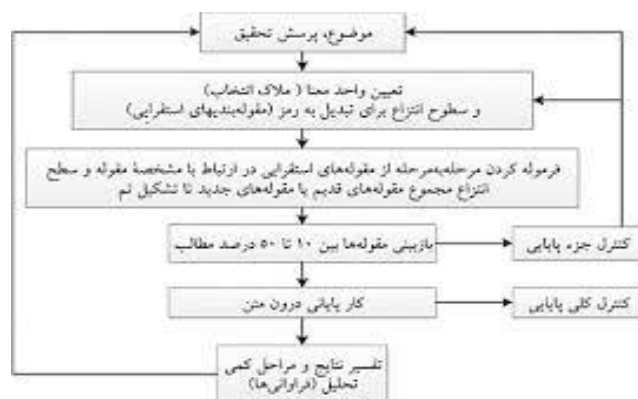 موضوع، پرسش تحقیق
تعیین واحد معنا ( ملاک انتخاب)
و سطوح انتزاع برای تبدیل به رمز (مقوله‌بندیهای استقرایی)
فرموله کردن مرحله‌به‌مرحله از مقوله‌های استقرایی در ارتباط با مشخصهٔ مقوله و سطح
انتزاع مجموع مقوله‌های قدیم با مقوله‌های جدید تا تشکیل تم
بازبینی مقوله‌ها بین ۱۰ تا ۵۰ درصد مطالب
کنترل جزء پایایی
کار پایانی درون متن
کنترل کلی پایایی
تفسیر نتایج و مراحل کمی
تحلیل (فراوانی‌ها)